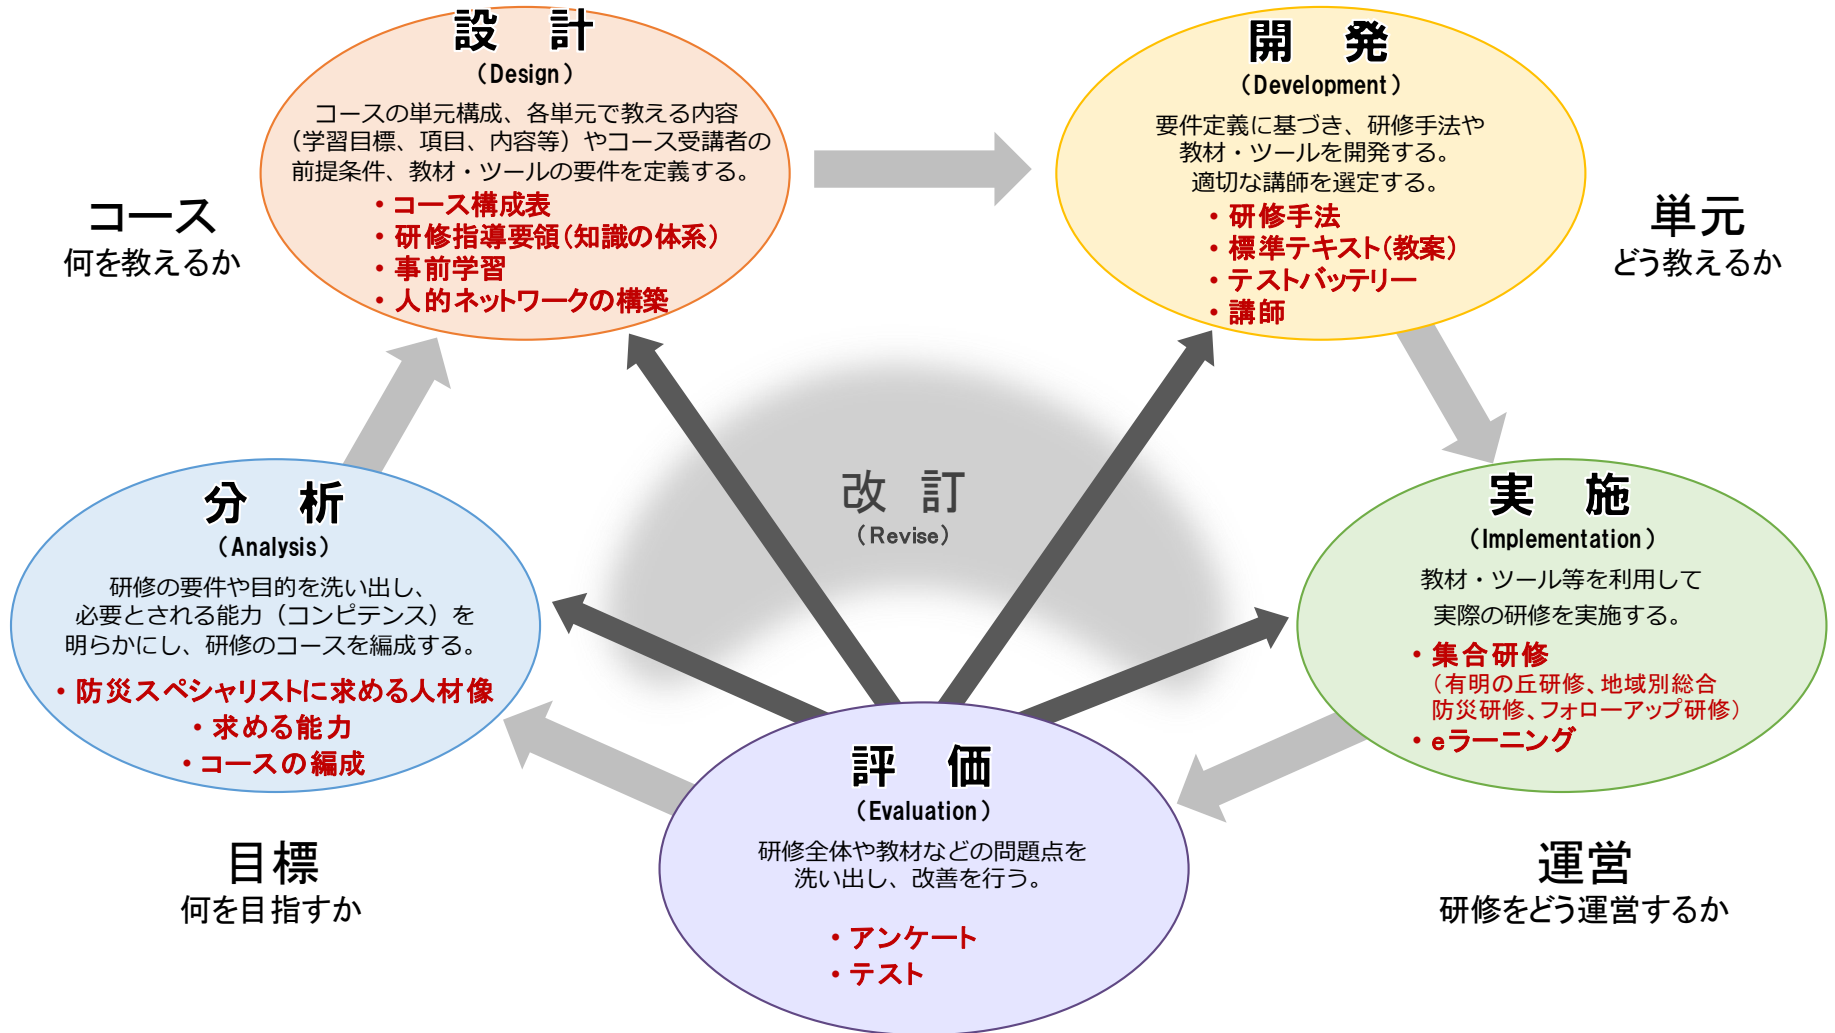 設 計
（Design）
コースの単元構成、各単元で教える内容
（学習目標、項目、内容等）やコース受講者の
前提条件、教材・ツールの要件を定義する。
・コース構成表
・研修指導要領（知識の体系）
・事前学習
・人的ネットワークの構築
開 発
（Development）
要件定義に基づき、研修手法や
教材・ツールを開発する。
適切な講師を選定する。
・研修手法
・標準テキスト（教案）
・テストバッテリー
・講師
コース
何を教えるか
単元
どう教えるか
改 訂
（Revise）
分 析
（Analysis）
研修の要件や目的を洗い出し、
必要とされる能力（コンピテンス）を
明らかにし、研修のコースを編成する。
・防災スペシャリストに求める人材像
・求める能力
・コースの編成
実 施
（Implementation）
教材・ツール等を利用して
実際の研修を実施する。
・集合研修
（有明の丘研修、地域別総合
防災研修、フォローアップ研修）
・eラーニング
評 価
（Evaluation）
研修全体や教材などの問題点を
洗い出し、改善を行う。
・アンケート
・テスト
目標
何を目指すか
運営
研修をどう運営するか